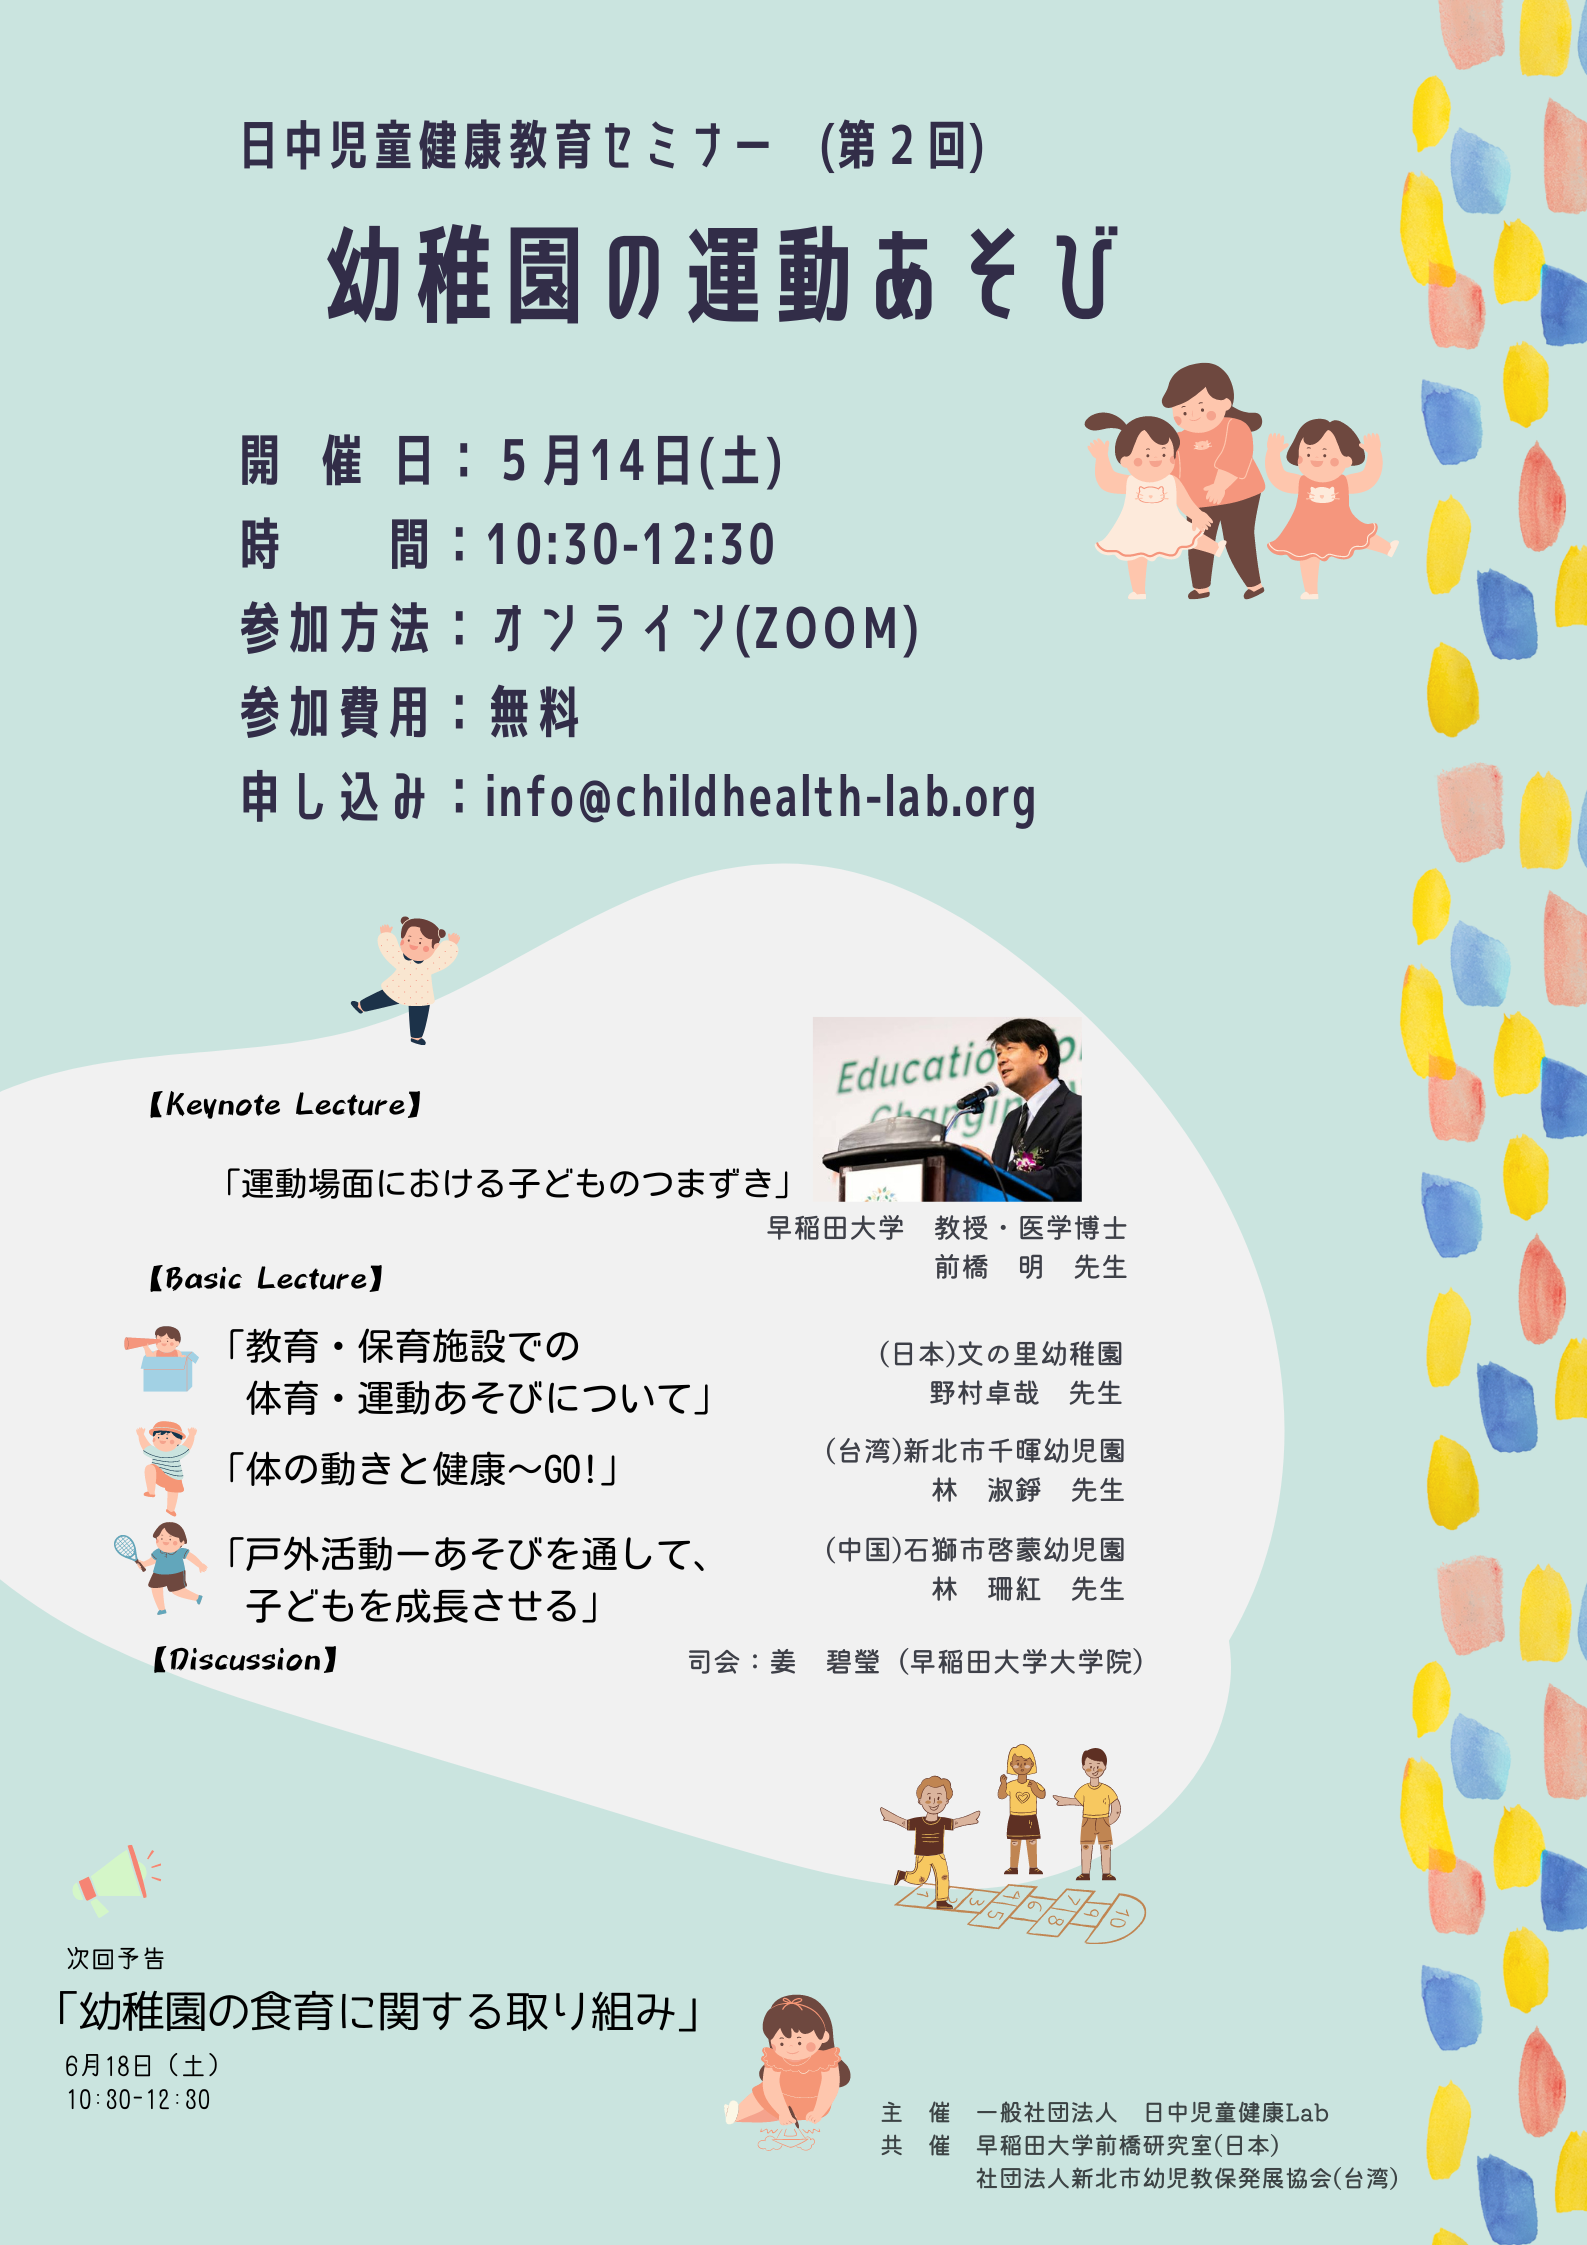 日中児童健康教育セミナー (第2回)
幼稚園の運動あそび
開 催 日：5月14日(土)
時 間：10:30-12:30
参加方法：オンライン(ZOOM)
参加費用：無料
申し込み：info@childhealth-lab.org
【Keynote Lecture】
「運動場面における子どものつまずき」
早稲田大学 教授・医学博士
前橋 明 先生
【Basic Lecture】
「教育・保育施設での
体育・運動あそびについて」
(日本)文の里幼稚園
野村卓哉 先生
「体の動きと健康～GO!」
(台湾)新北市千暉幼児園
林 淑錚 先生
「戸外活動ーあそびを通して、
子どもを成長させる」
(中国)石獅市啓蒙幼児園
林 珊紅 先生
【Discussion】
司会：姜 碧瑩（早稲田大学大学院）
1 2 3 4 5 6 7 8 9 10
次回予告
「幼稚園の食育に関する取り組み」
6月18日（土）
10:30-12:30
主 催 一般社団法人 日中児童健康Lab
共 催 早稲田大学前橋研究室(日本)
社団法人新北市幼児教保発展協会(台湾)